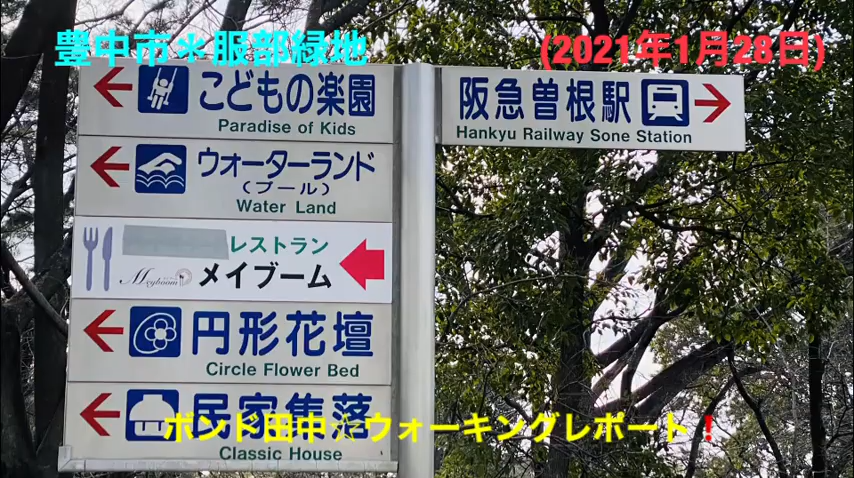 豊中市＊服部緑地
(2021年1月28日)
こどもの楽園
Paradise of Kids
阪急曽根駅
Hankyu Railway Sone Station
ウォーターランド
(プール)
Water Land
レストラン
Meyboom
メイブーム
円形花壇
Circle Flower Bed
民家集落
Classic House
ボンド田中☆ウォーキングレポート❗